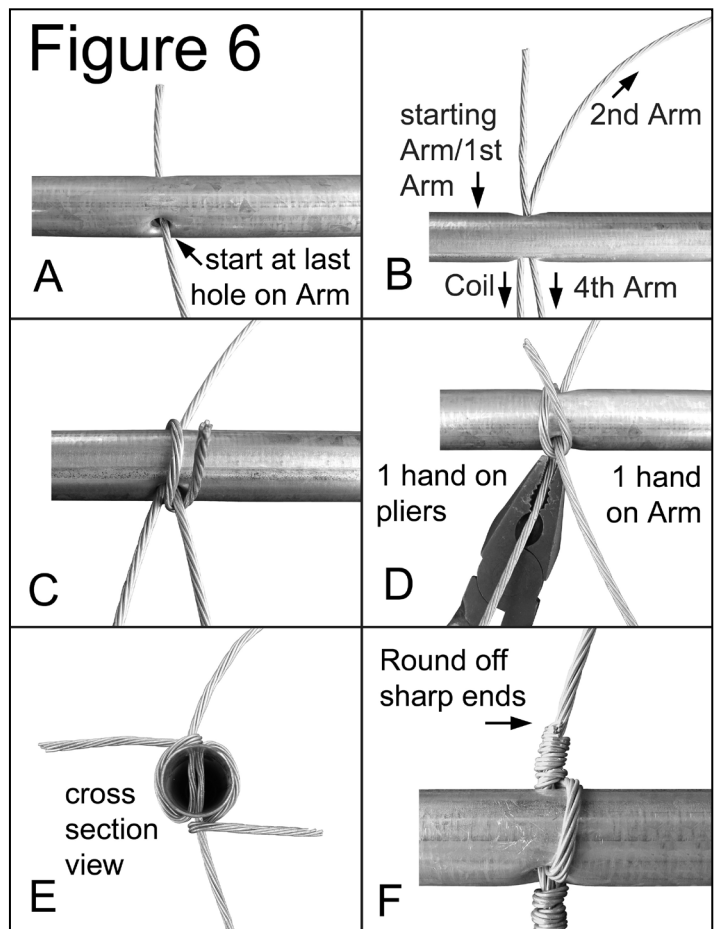 Figure 6
start at last
hole on Arm
A
starting
Arm/1st
Arm
2nd Arm
Coil
4th Arm
B
C
1 hand on
pliers
1 hand
on Arm
D
cross
section
view
E
Round off
sharp ends
F